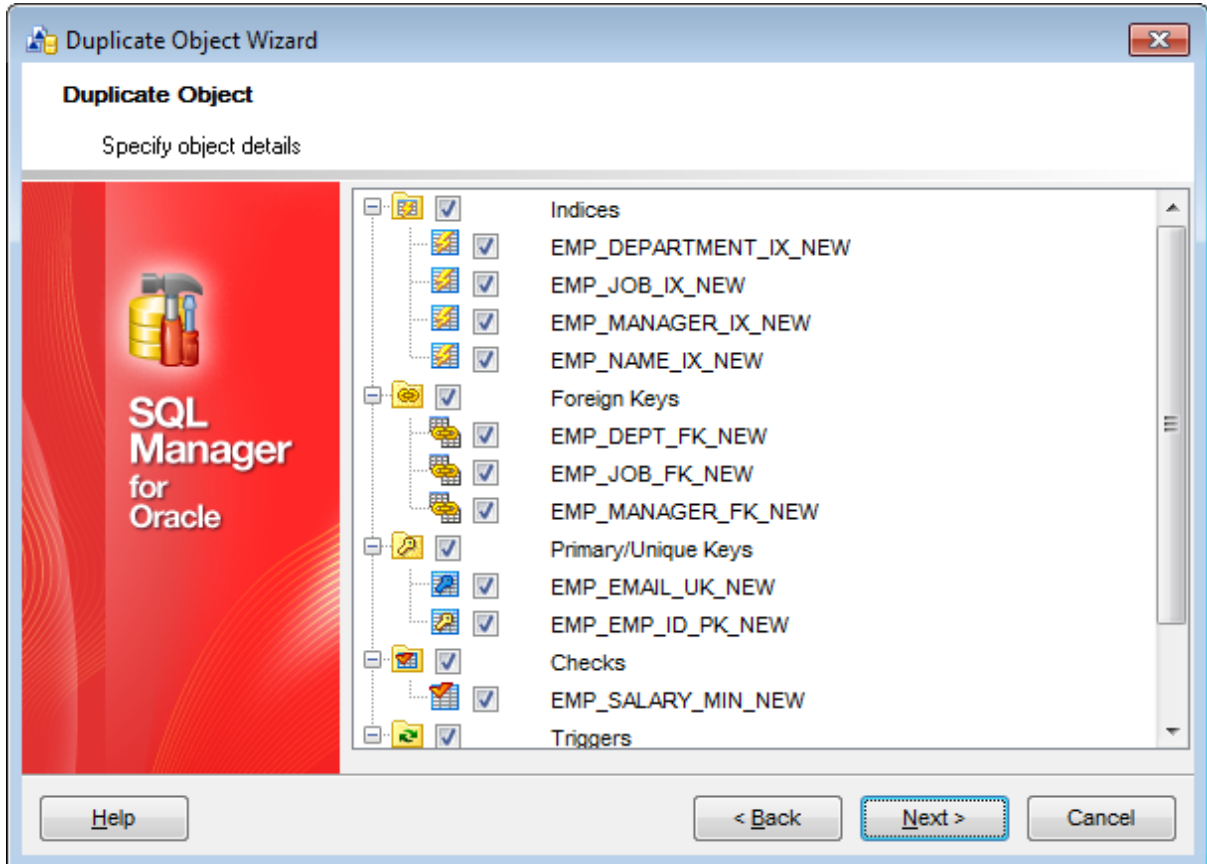 Duplicate Object Wizard
Duplicate Object
Specify object details
SQL
Manager
for
Oracle
Indices
EMP_DEPARTMENT_IX_NEW
EMP_JOB_IX_NEW
EMP_MANAGER_IX_NEW
EMP_NAME_IX_NEW
Foreign Keys
EMP_DEPT_FK_NEW
EMP_JOB_FK_NEW
EMP_MANAGER_FK_NEW
Primary/Unique Keys
EMP_EMAIL_UK_NEW
EMP_EMP_ID_PK_NEW
Checks
EMP_SALARY_MIN_NEW
Triggers
Help
< Back
Next >
Cancel